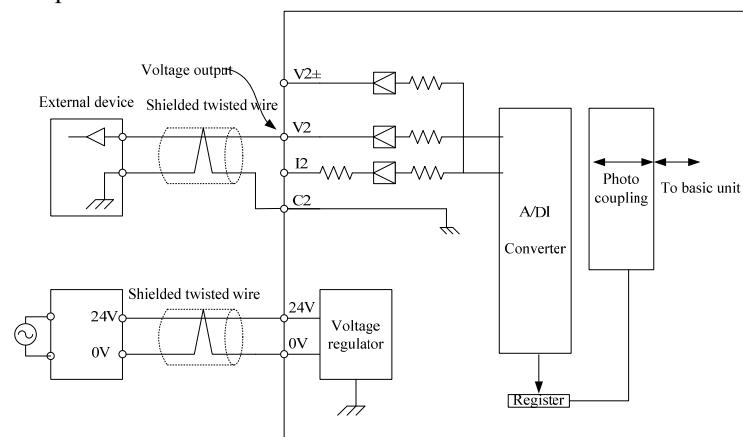 V2±
Voltage output
External device
Shielded twisted wire
V2
I2
C2
A/DI
Converter
Photo
coupling
To basic unit
Shielded twisted wire
24V
0V
24V
0V
Voltage
regulator
Register